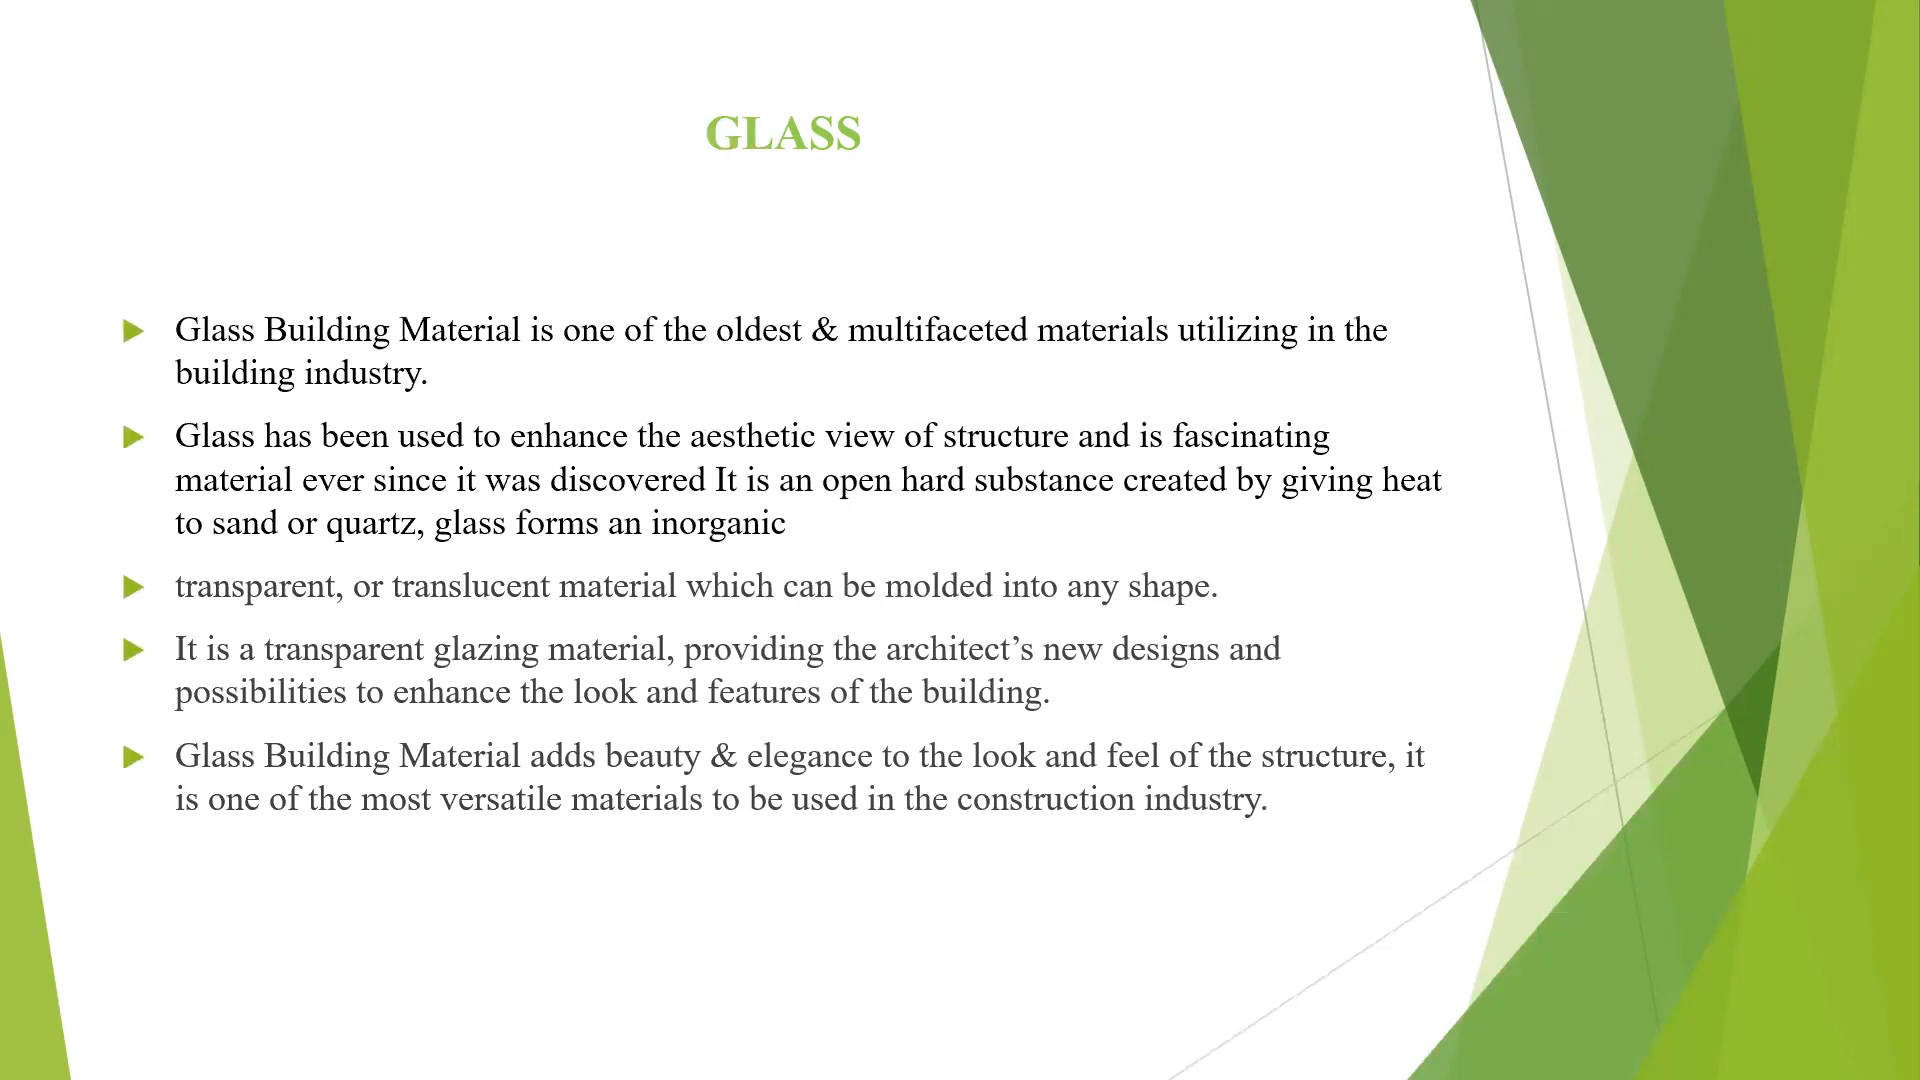 GLASS
Glass Building Material is one of the oldest & multifaceted materials utilizing in the
building industry.
Glass has been used to enhance the aesthetic view of structure and is fascinating
material ever since it was discovered It is an open hard substance created by giving heat
to sand or quartz, glass forms an inorganic
transparent, or translucent material which can be molded into any shape.
It is a transparent glazing material, providing the architect’s new designs and
possibilities to enhance the look and features of the building.
Glass Building Material adds beauty & elegance to the look and feel of the structure, it
is one of the most versatile materials to be used in the construction industry.